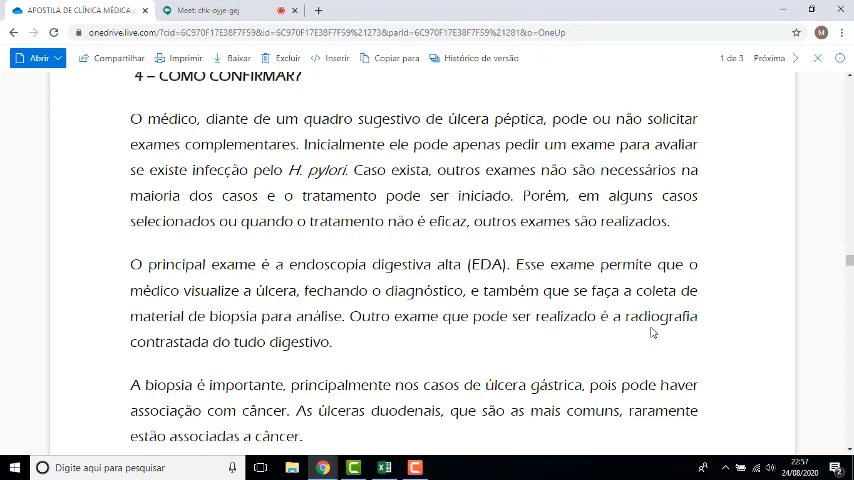 APOSTILA DE CLÍNICA MÉDICA.p
Meet: chk-oyje-gej
onedrive.live.com/?cid=6C970F17E38F7F59&id=6C970F17E38F7F59%21273&parId=6C970F17E38F7F59%21281&o=OneUp
M
Abrir
Compartilhar
Imprimir
Baixar
Excluir
Inserir
Copiar para
Histórico de versão
1 de 3
Próxima
4 – COMO CONFIRMAR?
O médico, diante de um quadro sugestivo de úlcera péptica, pode ou não solicitar
exames complementares. Inicialmente ele pode apenas pedir um exame para avaliar
se existe infecção pelo H. pylori. Caso exista, outros exames não são necessários na
maioria dos casos e o tratamento pode ser iniciado. Porém, em alguns casos
selecionados ou quando o tratamento não é eficaz, outros exames são realizados.
O principal exame é a endoscopia digestiva alta (EDA). Esse exame permite que o
médico visualize a úlcera, fechando o diagnóstico, e também que se faça a coleta de
material de biopsia para análise. Outro exame que pode ser realizado é a radiografia
contrastada do tudo digestivo.
A biopsia é importante, principalmente nos casos de úlcera gástrica, pois pode haver
associação com câncer. As úlceras duodenais, que são as mais comuns, raramente
estão associadas a câncer.
Digite aqui para pesquisar
22:57
24/08/2020
2